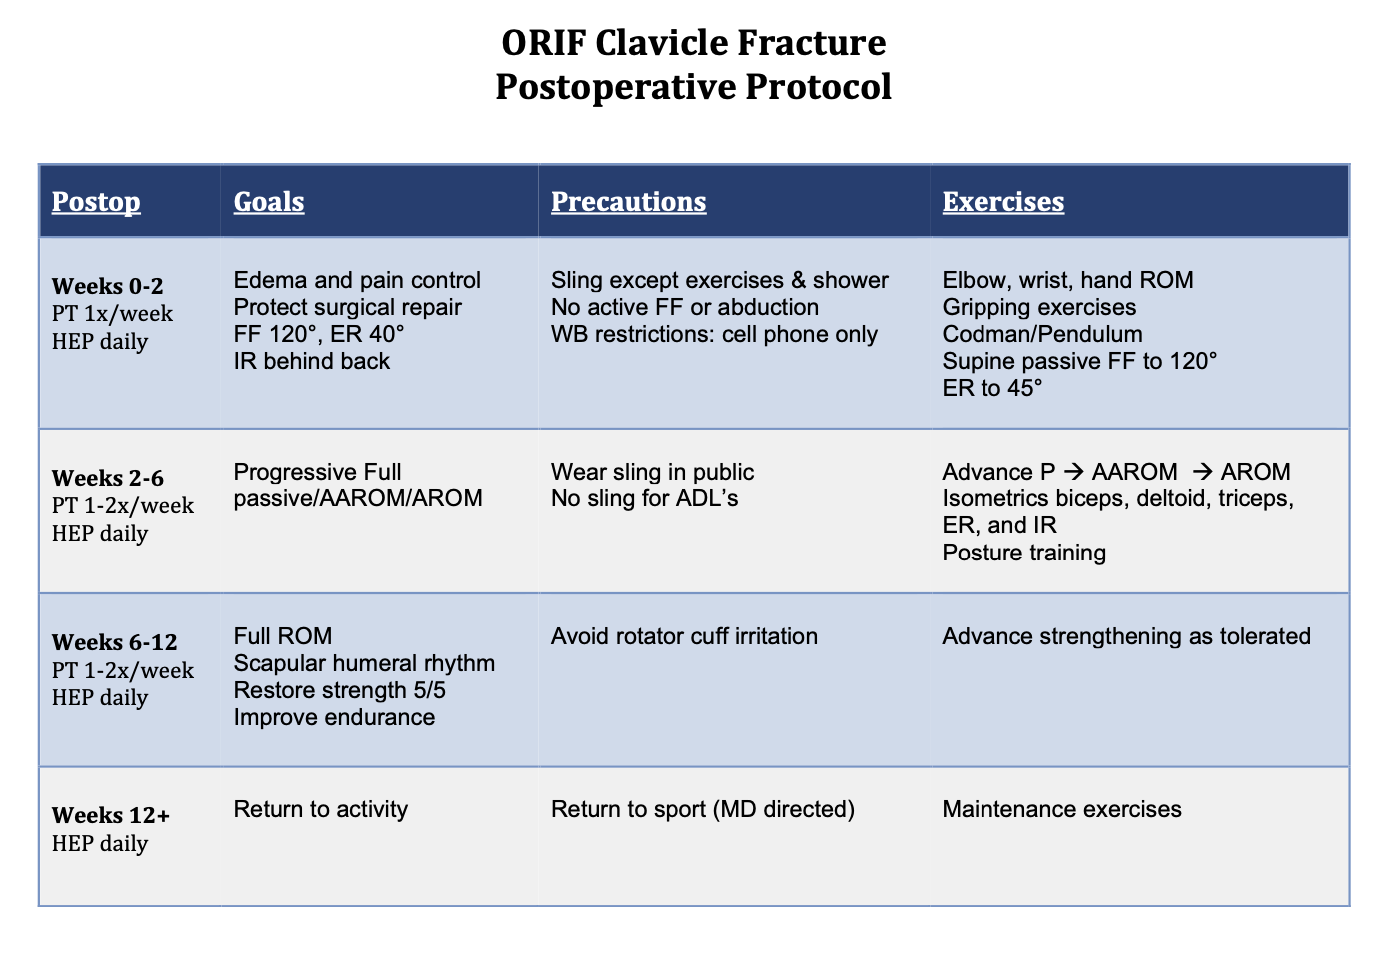 ORIF Clavicle Fracture
Postoperative Protocol
Postop
Goals
Precautions
Exercises
Weeks 0-2
PT 1x/week
HEP daily
Edema and pain control
Protect surgical repair
FF 120°, ER 40°
IR behind back
Sling except exercises & shower
No active FF or abduction
WB restrictions: cell phone only
Elbow, wrist, hand ROM
Gripping exercises
Codman/Pendulum
Supine passive FF to 120°
ER to 45°
Weeks 2-6
PT 1-2x/week
HEP daily
Progressive Full
passive/AAROM/AROM
Wear sling in public
No sling for ADL’s
Advance P → AAROM → AROM
Isometrics biceps, deltoid, triceps,
ER, and IR
Posture training
Weeks 6-12
PT 1-2x/week
HEP daily
Full ROM
Scapular humeral rhythm
Restore strength 5/5
Improve endurance
Avoid rotator cuff irritation
Advance strengthening as tolerated
Weeks 12+
HEP daily
Return to activity
Return to sport (MD directed)
Maintenance exercises